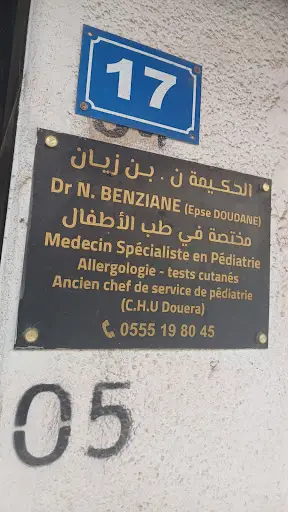 17
الحكيمة ن . بن زيان
Dr N. BENZIANE (Epse DOUDANE)
مختصة في طب الأطفال
Medecin Spécialiste en Pédiatrie
Allergologie - tests cutanés
Ancien chef de service de pédiatrie
(C.H.U Douera)
0555 19 80 45
05